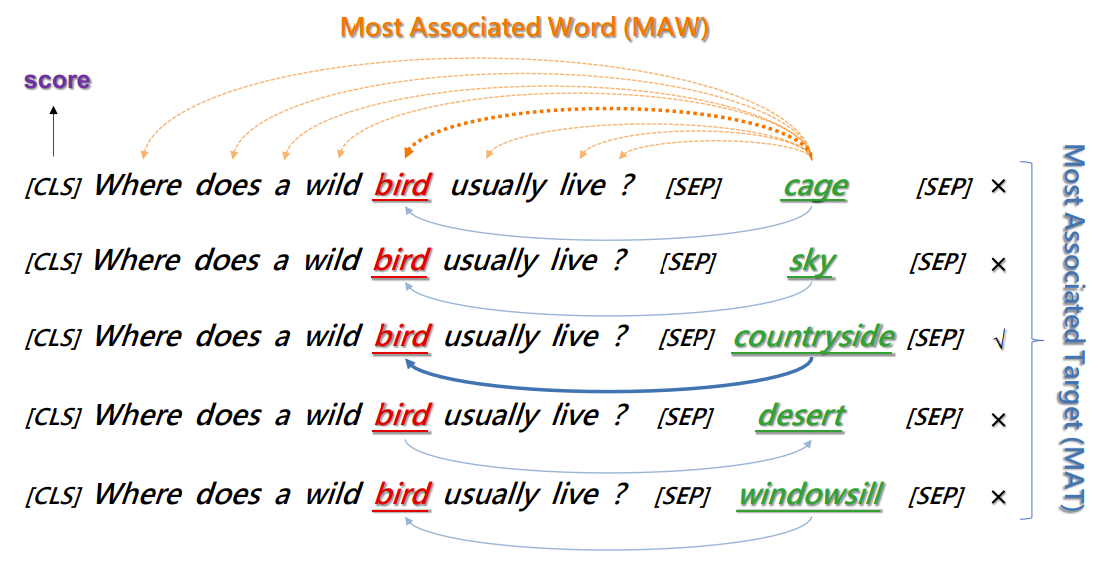 Most Associated Word (MAW)
score
[CLS] Where does a wild bird usually live ? [SEP] cage [SEP] ×
[CLS] Where does a wild bird usually live ? [SEP] sky [SEP] ×
[CLS] Where does a wild bird usually live ? [SEP] countryside [SEP] √
[CLS] Where does a wild bird usually live ? [SEP] desert [SEP] ×
[CLS] Where does a wild bird usually live ? [SEP] windowsill [SEP] ×
Most Associated Target (MAT)